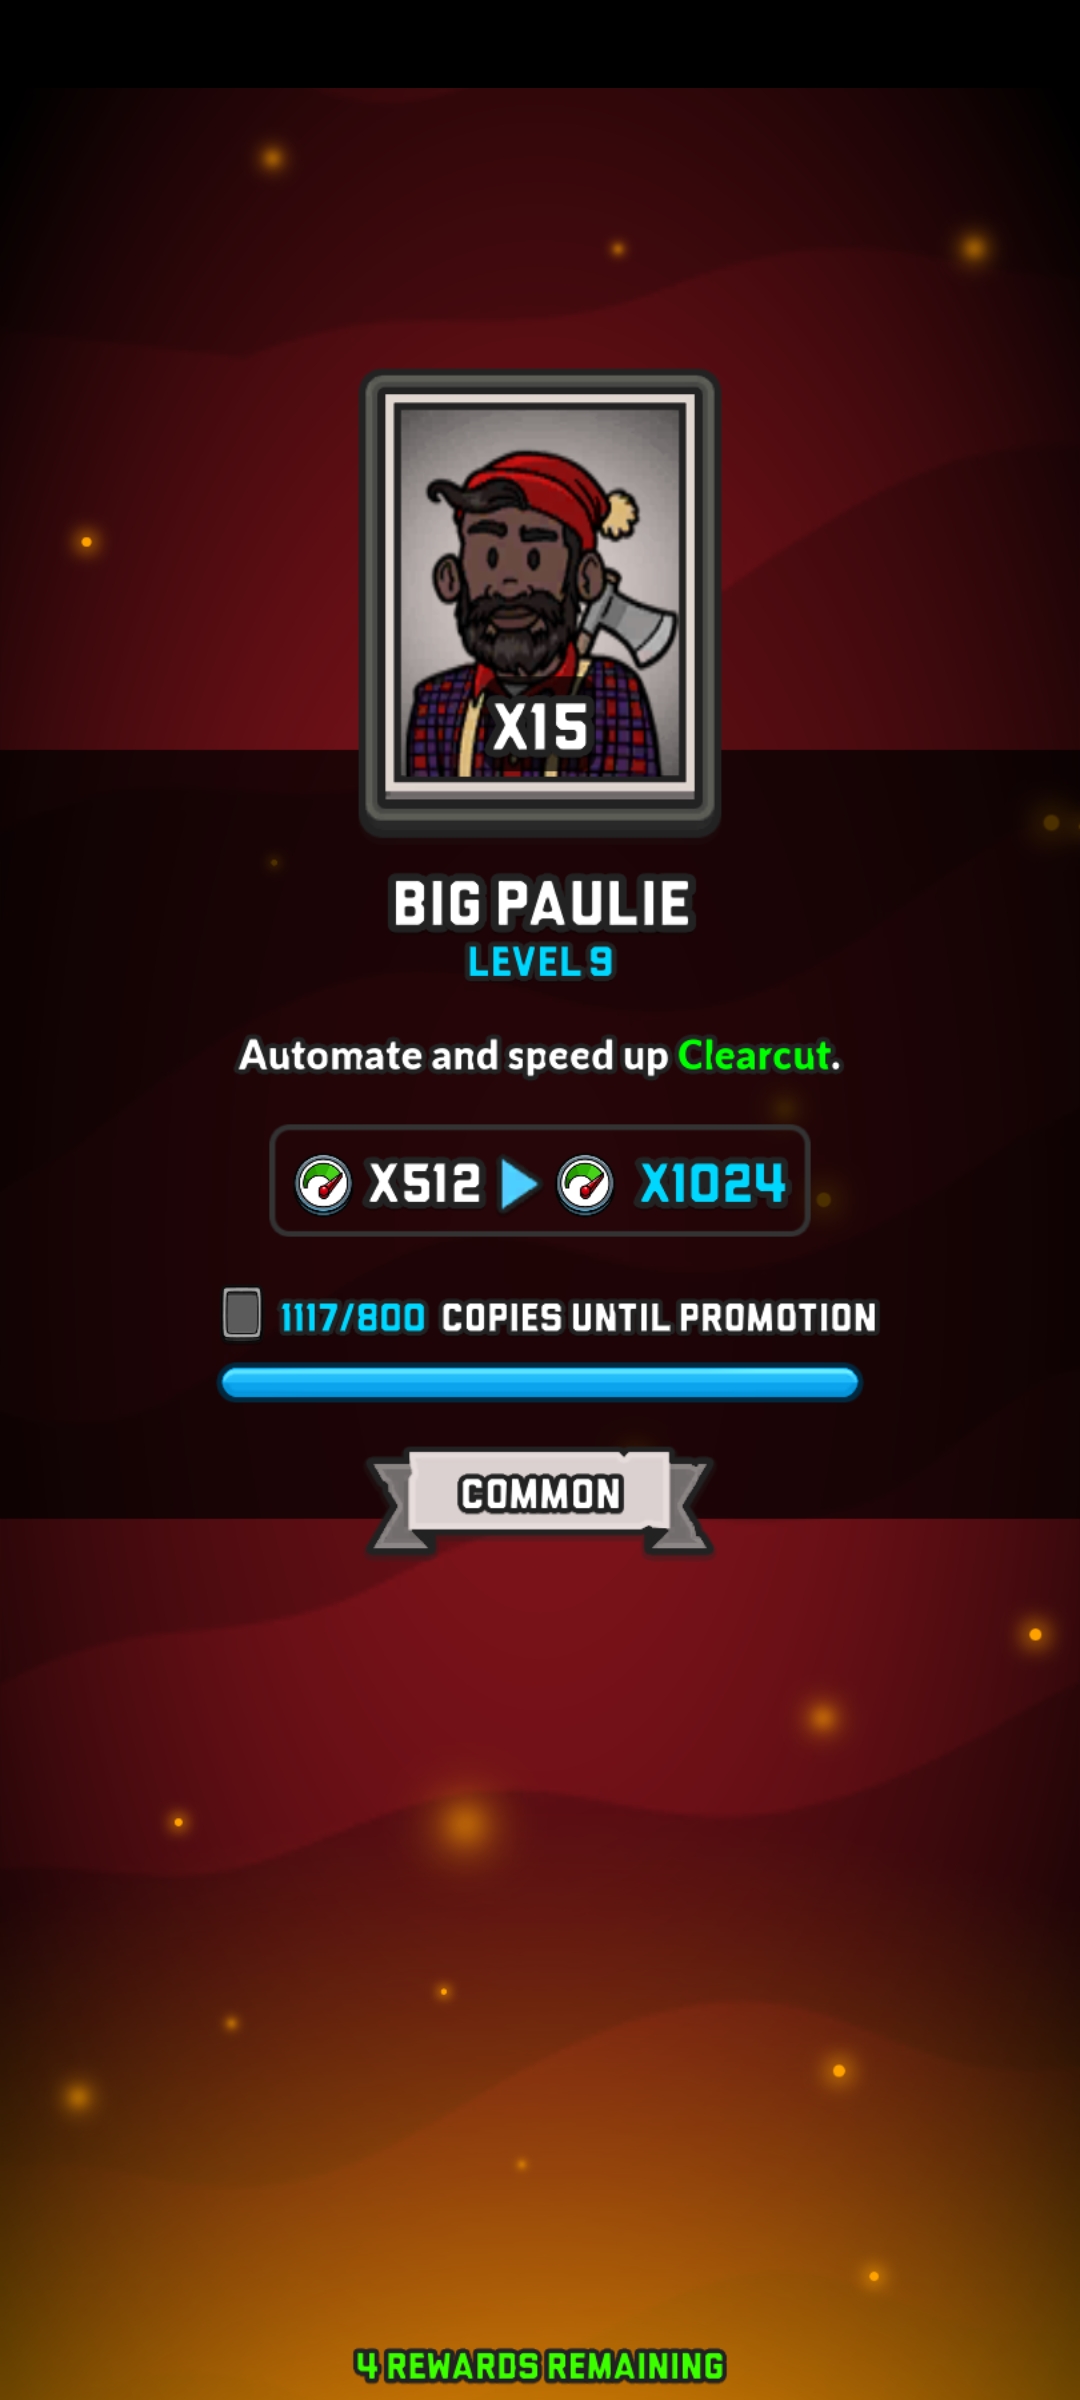 X15
BIG PAULIE
LEVEL 9
Automate and speed up Clearcut.
X512 X1024
1117/800 COPIES UNTIL PROMOTION
COMMON
4 REWARDS REMAINING